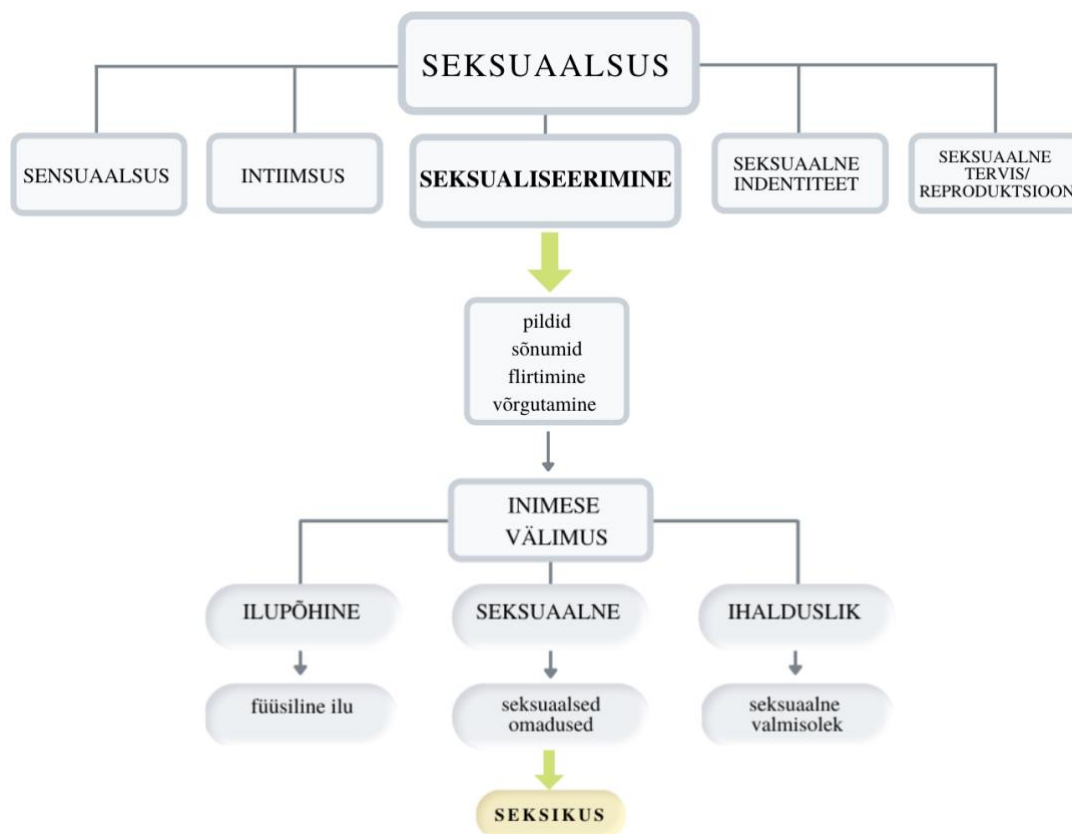 SEKSUAALSUS
SENSUAALSUS
INTIIMSUS
SEKSUALISEERIMINE
SEKSUAALNE
INDENTITEET
SEKSUAALNE
TERVIS/
REPRODUKTSIOON
pildid
sõnumid
flirtimine
võrgutamine
INIMESE
VÄLIMUS
ILUPÕHINE
SEKSUAALNE
IHALDUSLIK
füüsiline ilu
seksuaalsed
omadused
seksuaalne
valmisolek
SEKSIKUS